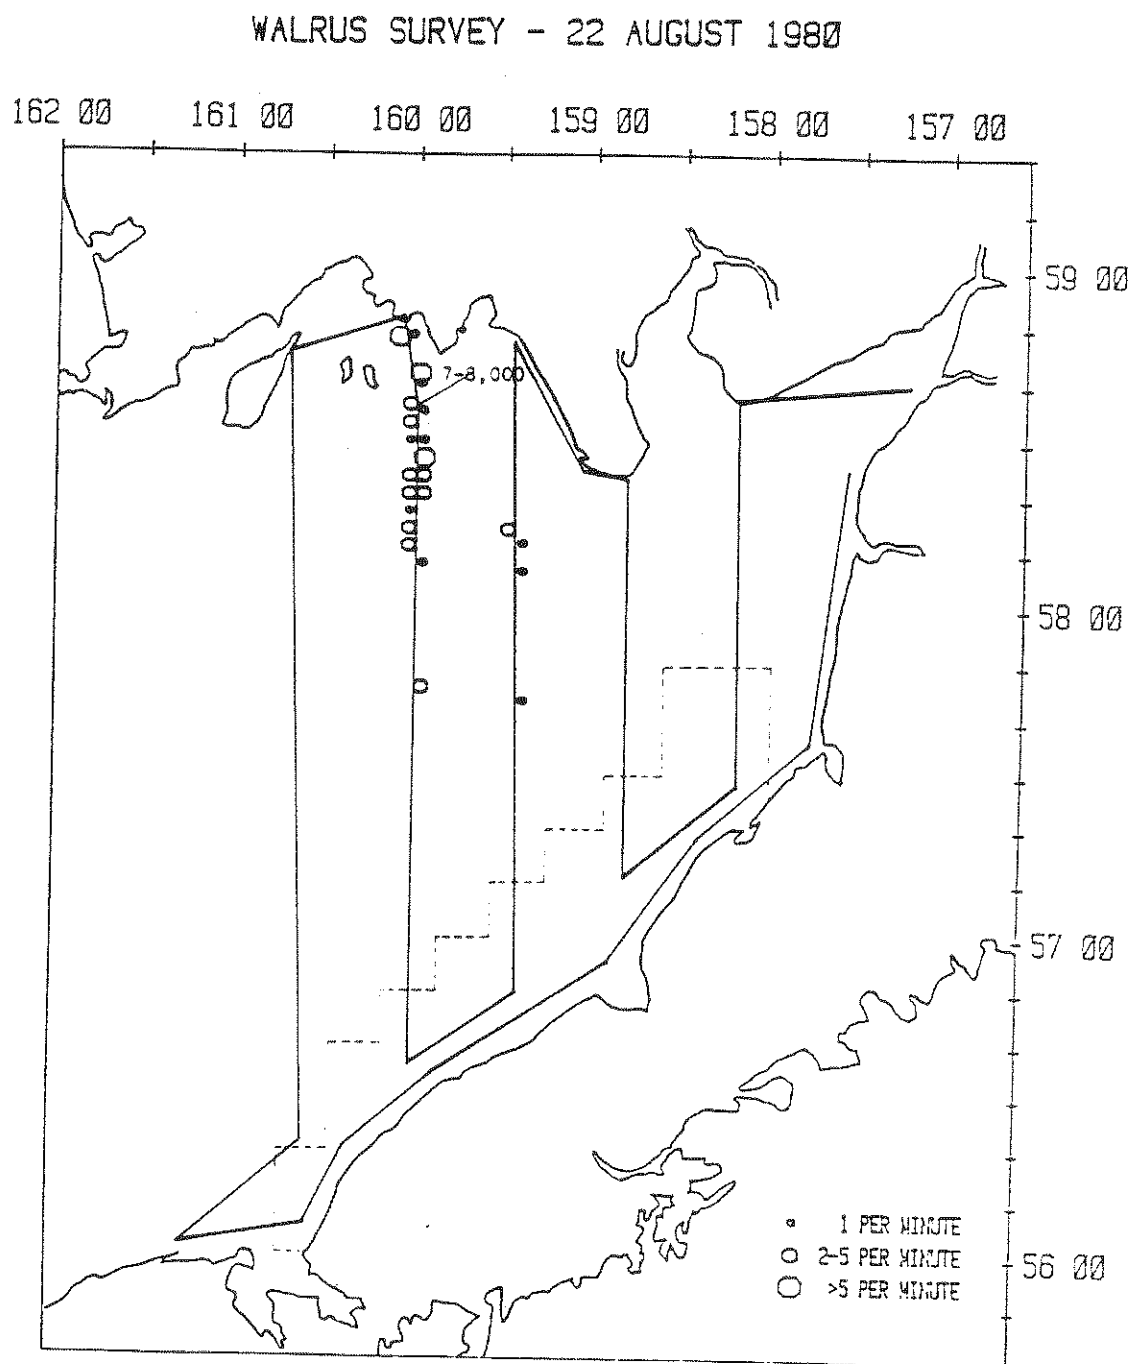 WALRUS SURVEY - 22 AUGUST 1980
162 00 161 00 160 00 159 00 158 00 157 00
59 00
7-8,000
58 00
57 00
1 PER MINUTE
2-5 PER MINUTE
56 00
>5 PER MINUTE